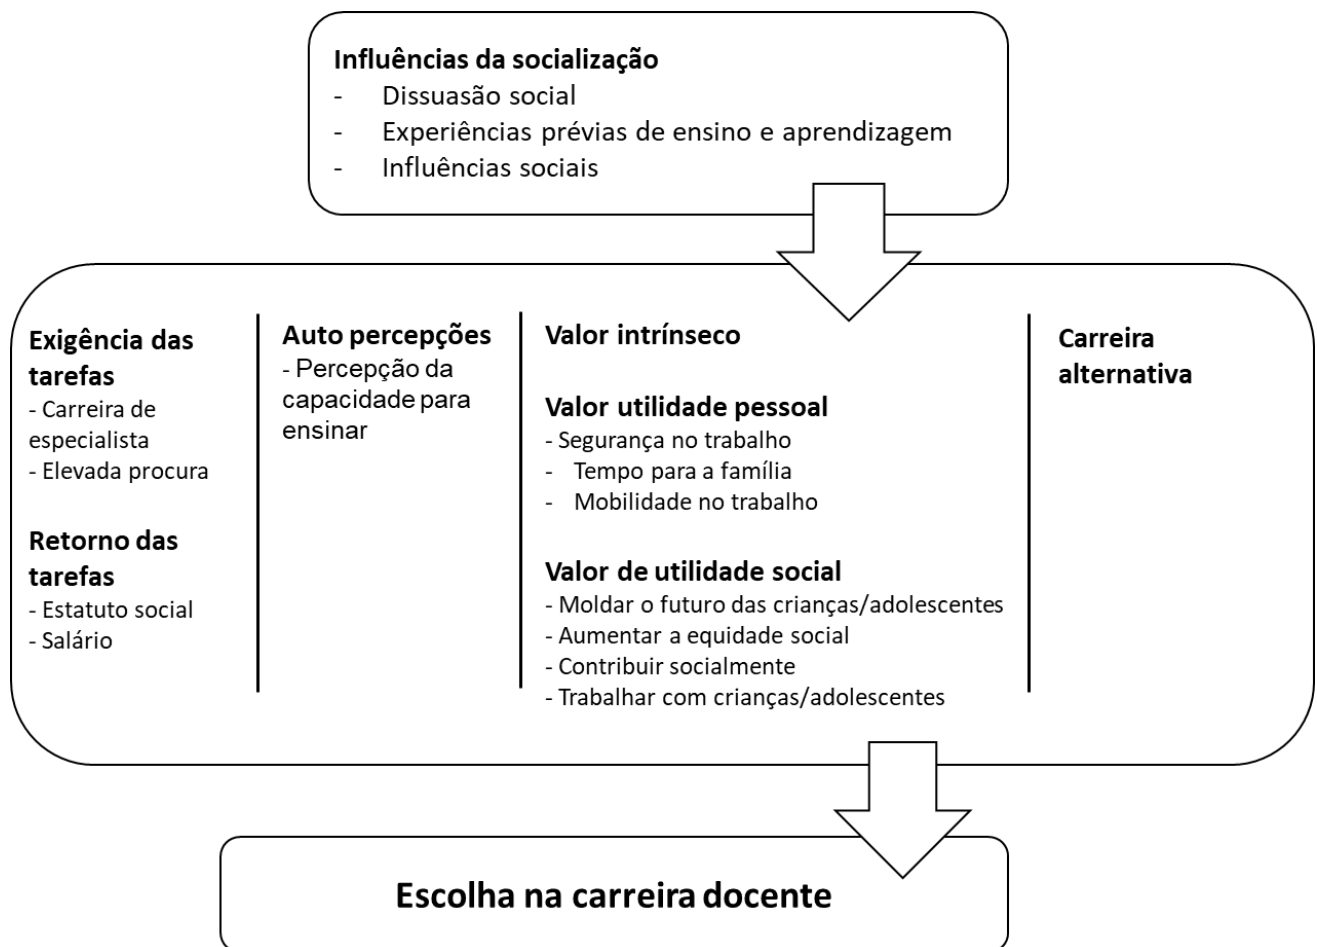 Influências da socialização
- Dissuasão social
- Experiências prévias de ensino e aprendizagem
- Influências sociais
Exigência das
tarefas
- Carreira de
especialista
- Elevada procura
Retorno das
tarefas
- Estatuto social
- Salário
Auto percepções
- Percepção da
capacidade para
ensinar
Valor intrínseco
Valor utilidade pessoal
- Segurança no trabalho
- Tempo para a família
- Mobilidade no trabalho
Valor de utilidade social
- Moldar o futuro das crianças/adolescentes
- Aumentar a equidade social
- Contribuir socialmente
- Trabalhar com crianças/adolescentes
Carreira
alternativa
Escolha na carreira docente